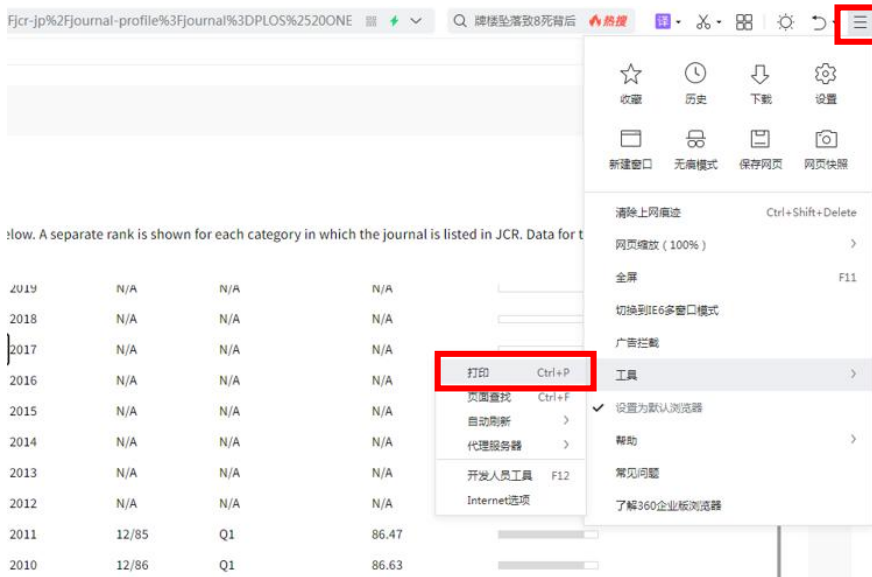 Fjcr-jp%2Fjournal-profile%3Fjournal%3DPLOS%2520ONE
牌楼坠落致8死背后 热搜
译
收藏 历史 下载 设置
新建窗口 无痕模式 保存网页 网页快照
清除上网痕迹 Ctrl+Shift+Delete
网页缩放（100%）
全屏 F11
切换到IE6多窗口模式
广告拦截
工具
设置为默认浏览器
帮助
常见问题
了解360企业版浏览器
打印 Ctrl+P
页面查找 Ctrl+F
自动刷新
代理服务器
开发人员工具 F12
Internet选项
elow. A separate rank is shown for each category in which the journal is listed in JCR. Data for t
2019 N/A N/A N/A
2018 N/A N/A N/A
2017 N/A N/A N/A
2016 N/A N/A N/A
2015 N/A N/A N/A
2014 N/A N/A N/A
2013 N/A N/A N/A
2012 N/A N/A N/A
2011 12/85 Q1 86.47
2010 12/86 Q1 86.63